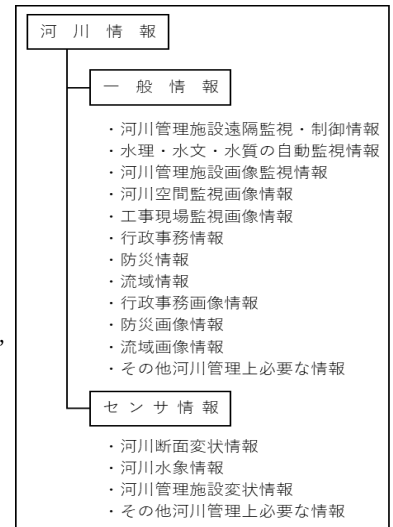 河川情報
一般情報
・河川管理施設遠隔監視・制御情報
・水理・水文・水質の自動監視情報
・河川管理施設画像監視情報
・河川空間監視画像情報
・工事現場監視画像情報
・行政事務情報
・防災情報
・流域情報
・行政事務画像情報
・防災画像情報
・流域画像情報
・その他河川管理上必要な情報
センサ情報
・河川断面変状情報
・河川水象情報
・河川管理施設変状情報
・その他河川管理上必要な情報